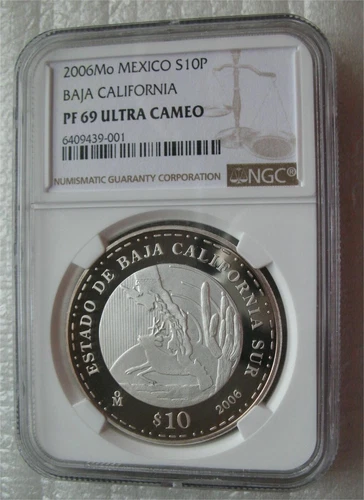 2006Mo MEXICO S10P
BAJA CALIFORNIA
PF 69 ULTRA CAMEO
6409439-001
NUMISMATIC GUARANTY CORPORATION
NGC®
ESTADO DE BAJA CALIFORNIA SUR
Mo
$10
2006